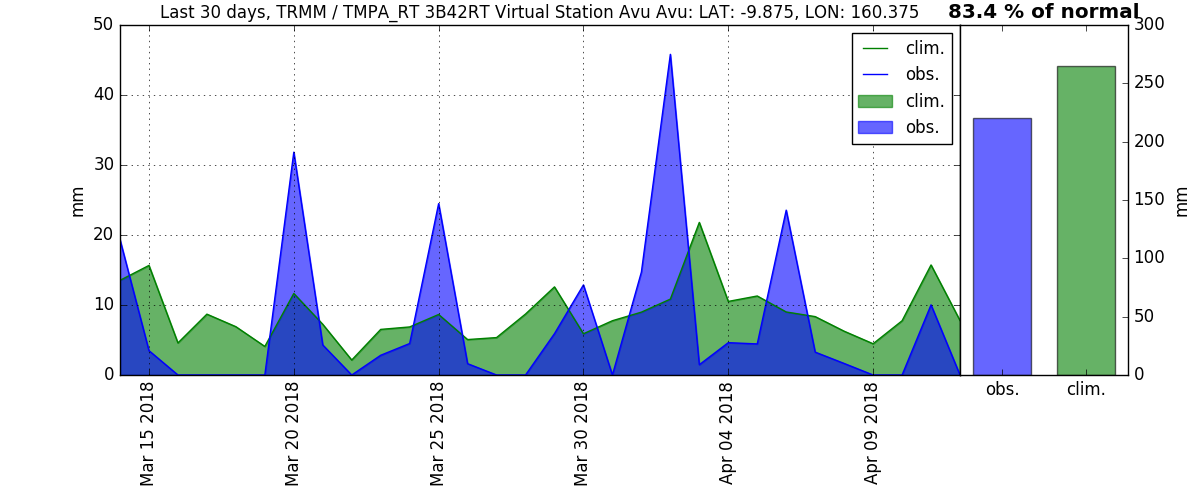 Last 30 days, TRMM / TMPA_RT 3B42RT Virtual Station Avu Avu: LAT: -9.875, LON: 160.375
83.4 % of normal
50
40
30
20
10
0
mm
clim.
obs.
clim.
obs.
300
250
200
150
100
50
0
mm
Mar 15 2018
Mar 20 2018
Mar 25 2018
Mar 30 2018
Apr 04 2018
Apr 09 2018
obs.
clim.